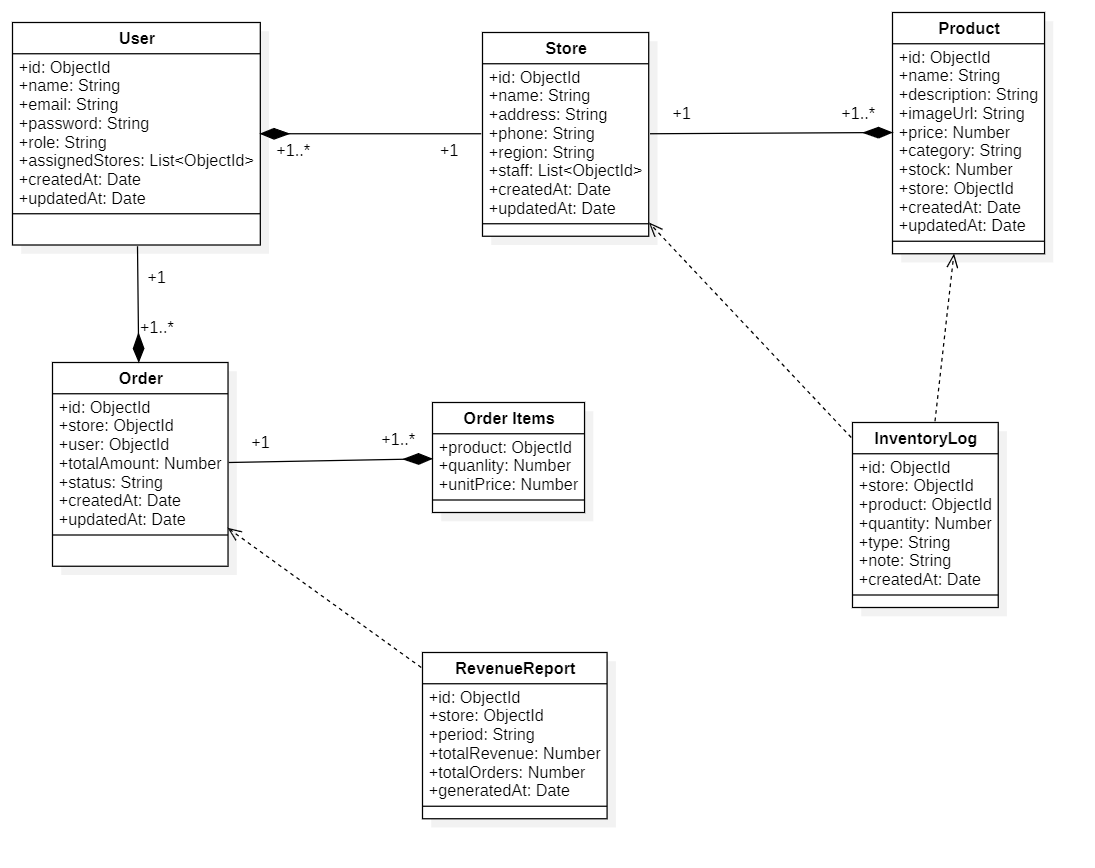 User
+id: ObjectId
+name: String
+email: String
+password: String
+role: String
+assignedStores: List<ObjectId>
+createdAt: Date
+updatedAt: Date
+1..*
+1
Store
+id: ObjectId
+name: String
+address: String
+phone: String
+region: String
+staff: List<ObjectId>
+createdAt: Date
+updatedAt: Date
+1
+1..*
Product
+id: ObjectId
+name: String
+description: String
+imageUrl: String
+price: Number
+category: String
+stock: Number
+store: ObjectId
+createdAt: Date
+updatedAt: Date
+1
+1..*
Order
+id: ObjectId
+store: ObjectId
+user: ObjectId
+totalAmount: Number
+status: String
+createdAt: Date
+updatedAt: Date
+1
+1..*
Order Items
+product: ObjectId
+quanlity: Number
+unitPrice: Number
InventoryLog
+id: ObjectId
+store: ObjectId
+product: ObjectId
+quantity: Number
+type: String
+note: String
+createdAt: Date
RevenueReport
+id: ObjectId
+store: ObjectId
+period: String
+totalRevenue: Number
+totalOrders: Number
+generatedAt: Date